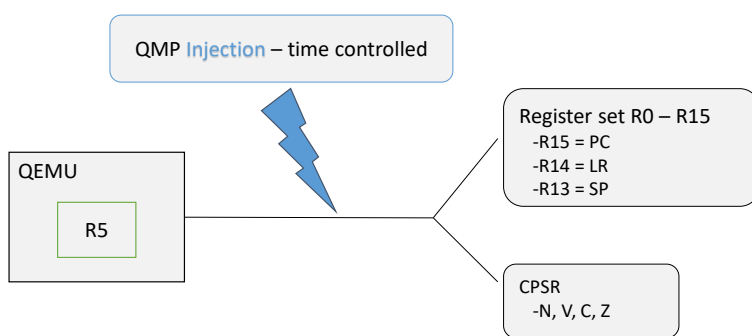 QMP Injection – time controlled
QEMU
R5
Register set R0 – R15
-R15 = PC
-R14 = LR
-R13 = SP
CPSR
-N, V, C, Z